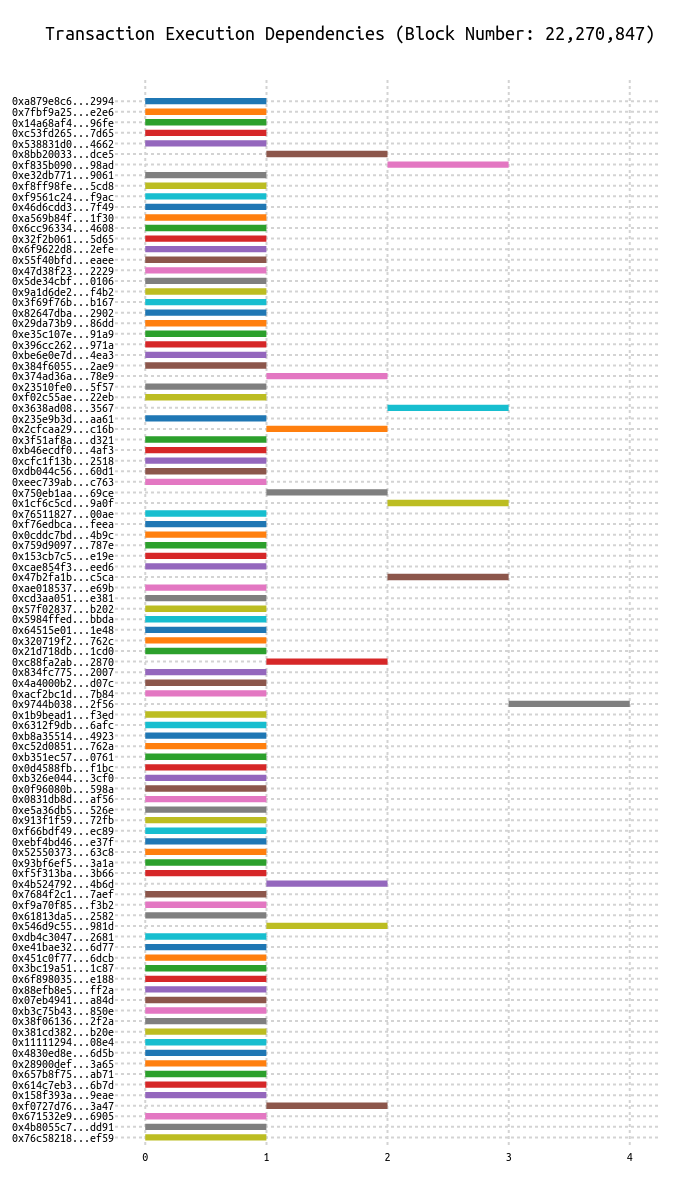 Transaction Execution Dependencies (Block Number: 22,270,847)
0xa879e8c6...2994
0x7fbf9a25...e2e6
0x14a68af4...96fe
0xc53fd265...7d65
0x538831d0...4662
0x8bb20033...dce5
0xf835b090...98ad
0xe32db771...9061
0xf8ff98fe...5cd8
0xf9561c24...f9ac
0x46d6cdd3...7f49
0xa569b84f...1f30
0x6cc96334...4608
0x32f2b061...5d65
0x6f9622d8...2efe
0x55f40bfd...eaee
0x47d38f23...2229
0x5de34cbf...0106
0x9a1d6de2...f4b2
0x3f69f76b...b167
0x82647dba...2902
0x29da73b9...86dd
0xe35c107e...91a9
0x396cc262...971a
0xbe6e0e7d...4ea3
0x384f6055...2ae9
0x374ad36a...78e9
0x23510fe0...5f57
0xf02c55ae...22eb
0x3638ad08...3567
0x235e9b3d...aa61
0x2cfcaa29...c16b
0x3f51af8a...d321
0xb46ecdf0...4af3
0xcfc1f13b...2518
0xdb044c56...60d1
0xeec739ab...c763
0x750eb1aa...69ce
0x1cf6c5cd...9a0f
0x76511827...00ae
0xf76edbca...feea
0x0cddc7bd...4b9c
0x759d9097...787e
0x153cb7c5...e19e
0xcae854f3...eed6
0x47b2fa1b...c5ca
0xae018537...e69b
0xcd3aa051...e381
0x57f02837...b202
0x5984ffed...bbda
0x64515e01...1e48
0x320719f2...762c
0x21d718db...1cd0
0xc88fa2ab...2870
0x834fc775...2007
0x4a4000b2...d07c
0xacf2bc1d...7b84
0x9744b038...2f56
0x1b9bead1...f3ed
0x6312f9db...6afc
0xb8a35514...4923
0xc52d0851...762a
0xb351ec57...0761
0x0d4588fb...f1bc
0xb326e044...3cf0
0x0f96080b...598a
0x0831db8d...af56
0xe5a36db5...526e
0x913f1f59...72fb
0xf66bdf49...ec89
0xebf4bd46...e37f
0x52550373...63c8
0x93bf6ef5...3a1a
0xf5f313ba...3b66
0x4b524792...4b6d
0x7684f2c1...7aef
0xf9a70f85...f3b2
0x61813da5...2582
0x546d9c55...981d
0xdb4c3047...2681
0xe41bae32...6d77
0x451c0f77...6dcb
0x3bc19a51...1c87
0x6f898035...e188
0x88efb8e5...ff2a
0x07eb4941...a84d
0xb3c75b43...850e
0x38f06136...2f2a
0x381cd382...b20e
0x11111294...08e4
0x4830ed8e...6d5b
0x28900def...3a65
0x657b8f75...ab71
0x614c7eb3...6b7d
0x158f393a...9eae
0xf0727d76...3a47
0x671532e9...6905
0x4b8055c7...dd91
0x76c58218...ef59
0 1 2 3 4